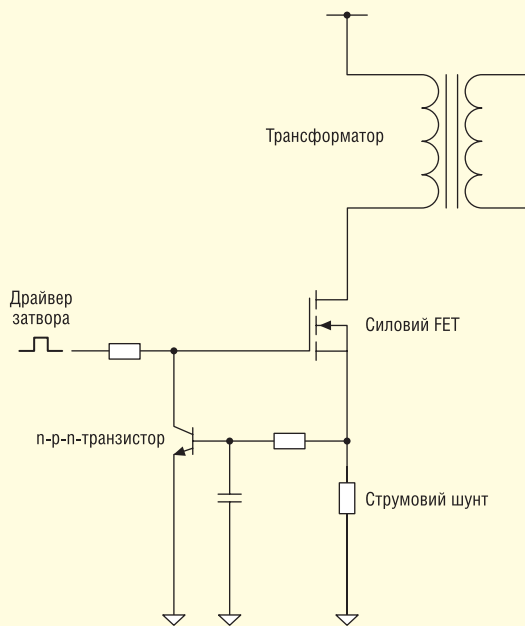 Трансформатор
Драйвер
затвора
Силовий FET
n-p-n-транзистор
Струмовий шунт